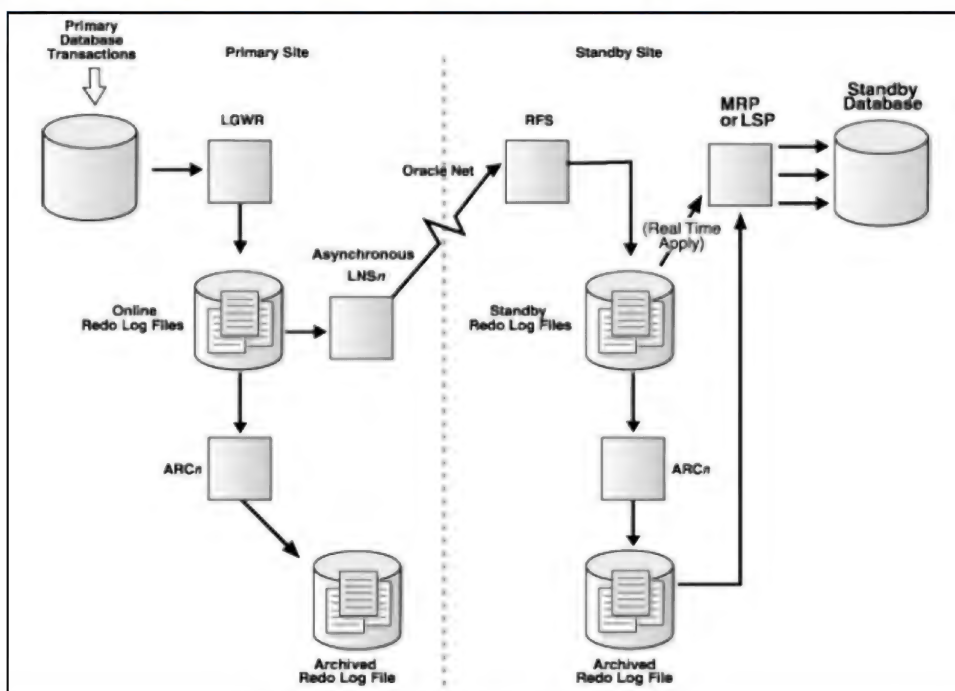 Primary
Database
Transactions
Primary Site
Standby Site
LGWR
RFS
MRP
or LSP
Standby
Database
Oracle Net
(Real Time
Apply)
Asynchronous
LNSn
Online
Redo Log Files
Standby
Redo Log Files
ARCn
ARCn
Archived
Redo Log File
Archived
Redo Log File